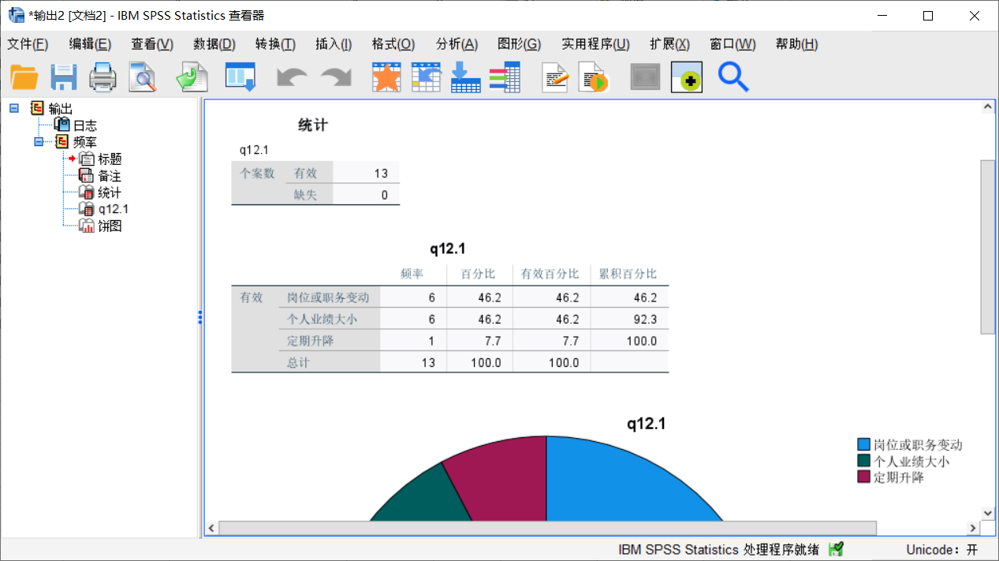 *输出2 [文档2] - IBM SPSS Statistics 查看器
文件(F) 编辑(E) 查看(V) 数据(D) 转换(T) 插入(I) 格式(O) 分析(A) 图形(G) 实用程序(U) 扩展(X) 窗口(W) 帮助(H)
输出
日志
频率
标题
备注
统计
q12.1
饼图
统计
q12.1
个案数 有效 13
缺失 0
q12.1
频率 百分比 有效百分比 累积百分比
有效 岗位或职务变动 6 46.2 46.2 46.2
个人业绩大小 6 46.2 46.2 92.3
定期升降 1 7.7 7.7 100.0
总计 13 100.0 100.0
q12.1
岗位或职务变动
个人业绩大小
定期升降
IBM SPSS Statistics 处理程序就绪 Unicode：开